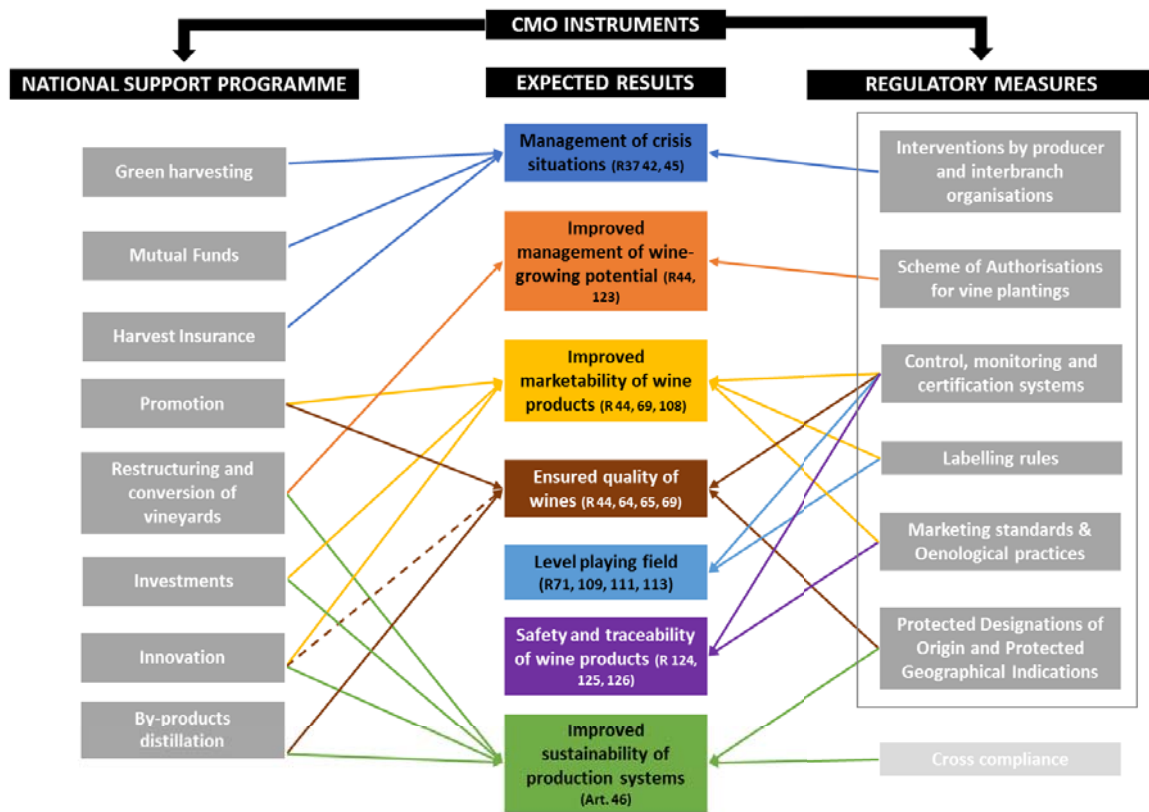 CMO INSTRUMENTS
NATIONAL SUPPORT PROGRAMME
EXPECTED RESULTS
REGULATORY MEASURES
Green harvesting
Mutual Funds
Harvest Insurance
Promotion
Restructuring and
conversion of
vineyards
Investments
Innovation
By-products
distillation
Management of crisis
situations (R37 42, 45)
Improved
management of wine-
growing potential (R44,
123)
Improved
marketability of wine
products (R 44, 69, 108)
Ensured quality of
wines (R 44, 64, 65, 69)
Level playing field
(R71, 109, 111, 113)
Safety and traceability
of wine products (R 124,
125, 126)
Improved
sustainability of
production systems
(Art. 46)
Interventions by producer
and interbranch
organisations
Scheme of Authorisations
for vine plantings
Control, monitoring and
certification systems
Labelling rules
Marketing standards &
Oenological practices
Protected Designations of
Origin and Protected
Geographical Indications
Cross compliance